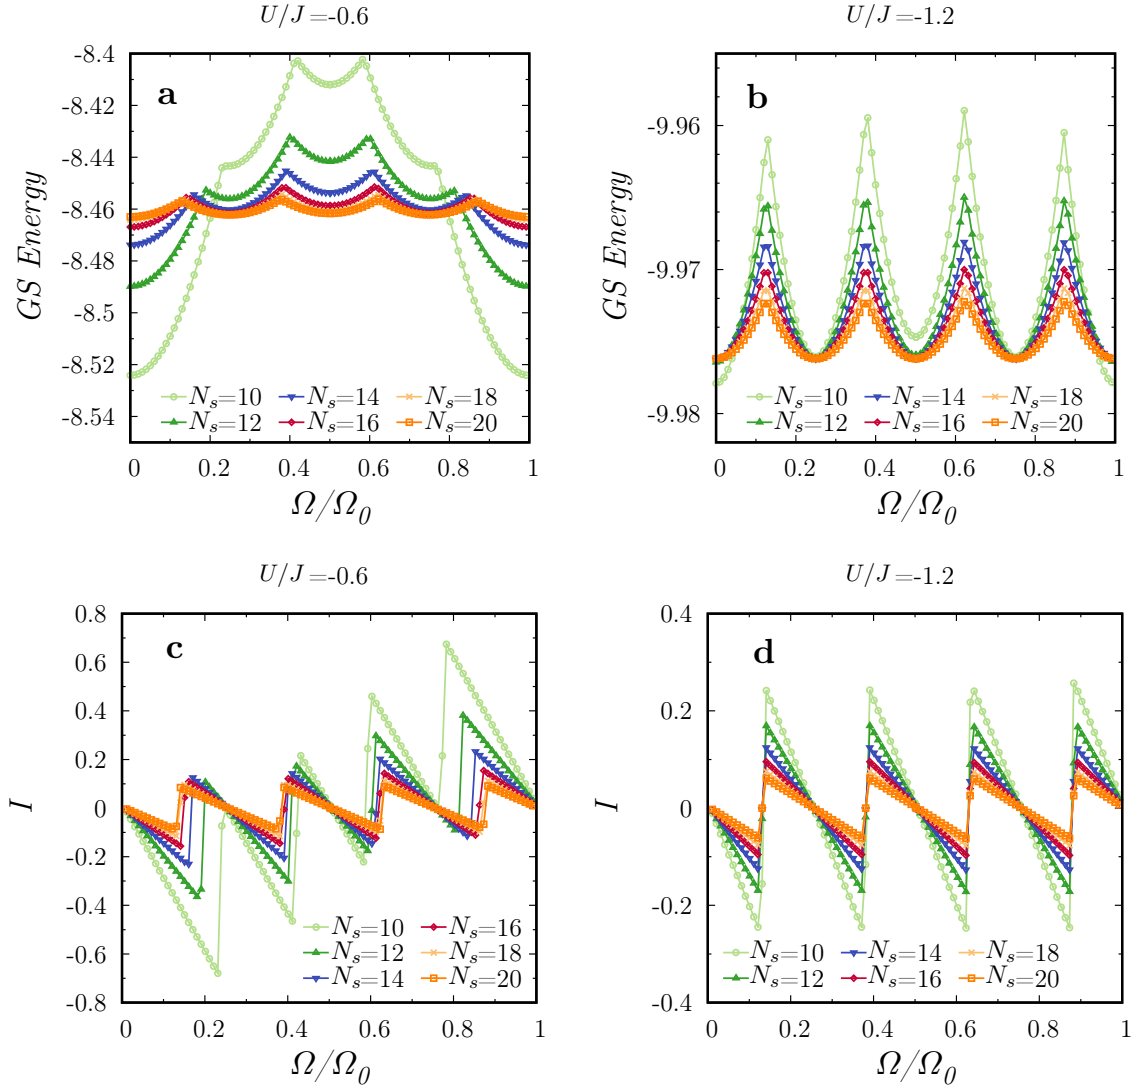 U/J =-0.6
a
GS Energy
-8.4
-8.42
-8.44
-8.46
-8.48
-8.5
-8.52
-8.54
N_s=10 N_s=14 N_s=18
N_s=12 N_s=16 N_s=20
0 0.2 0.4 0.6 0.8 1
Ω/Ω_0
U/J =-1.2
b
GS Energy
-9.96
-9.97
-9.98
N_s=10 N_s=14 N_s=18
N_s=12 N_s=16 N_s=20
0 0.2 0.4 0.6 0.8 1
Ω/Ω_0
U/J =-0.6
c
I
0.8
0.6
0.4
0.2
0
-0.2
-0.4
-0.6
-0.8
N_s=10 N_s=16
N_s=12 N_s=18
N_s=14 N_s=20
0 0.2 0.4 0.6 0.8 1
Ω/Ω_0
U/J =-1.2
d
I
0.4
0.2
0
-0.2
-0.4
N_s=10 N_s=14 N_s=18
N_s=12 N_s=16 N_s=20
0 0.2 0.4 0.6 0.8 1
Ω/Ω_0